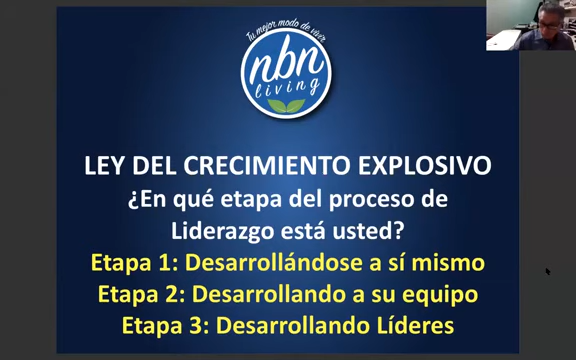 Tu mejor modo de vivir
nbn
living
LEY DEL CRECIMIENTO EXPLOSIVO
¿En qué etapa del proceso de
Liderazgo está usted?
Etapa 1: Desarrollándose a sí mismo
Etapa 2: Desarrollando a su equipo
Etapa 3: Desarrollando Líderes